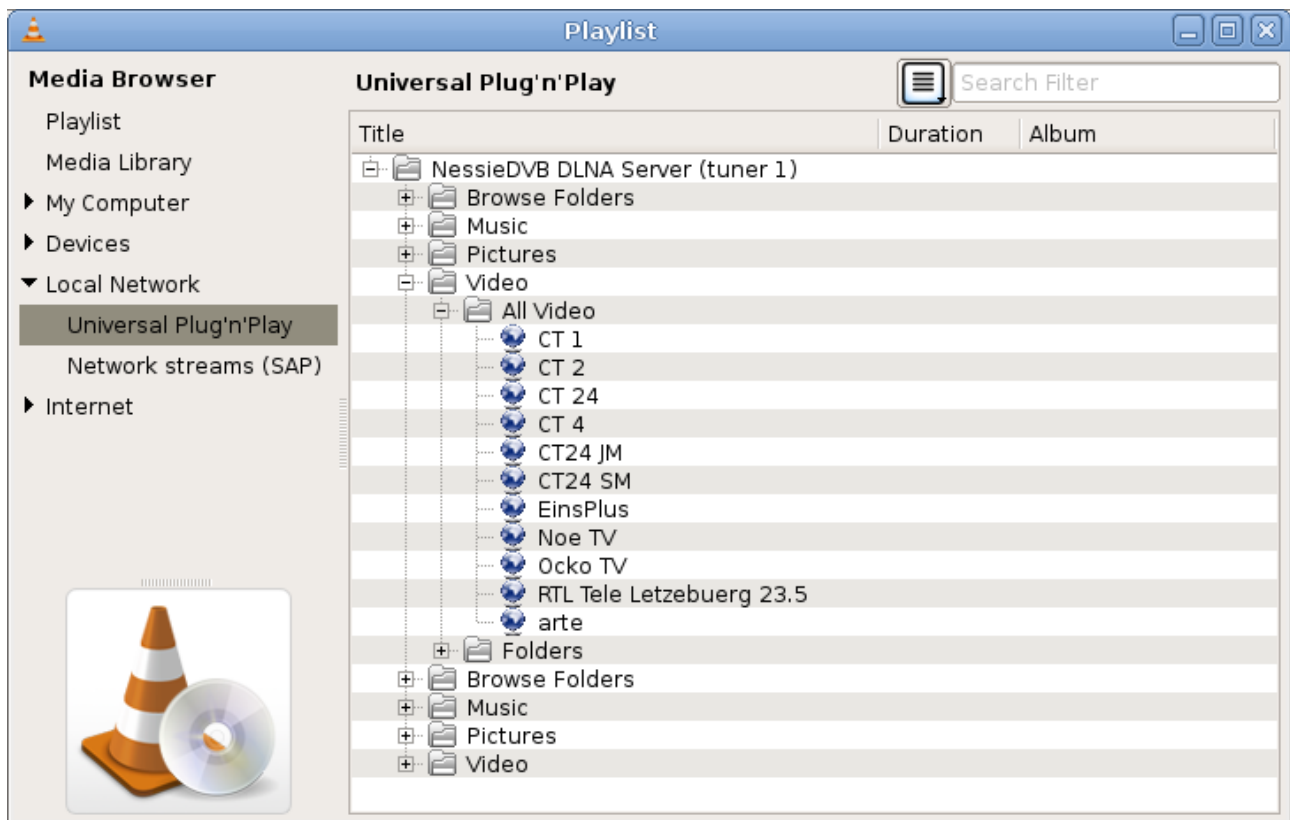 Playlist
Media Browser
Playlist
Media Library
My Computer
Devices
Local Network
Universal Plug'n'Play
Network streams (SAP)
Internet
Universal Plug'n'Play
Search Filter
Title Duration Album
NessieDVB DLNA Server (tuner 1)
Browse Folders
Music
Pictures
Video
All Video
CT 1
CT 2
CT 24
CT 4
CT24 JM
CT24 SM
EinsPlus
Noe TV
Ocko TV
RTL Tele Letzebuerg 23.5
arte
Folders
Browse Folders
Music
Pictures
Video